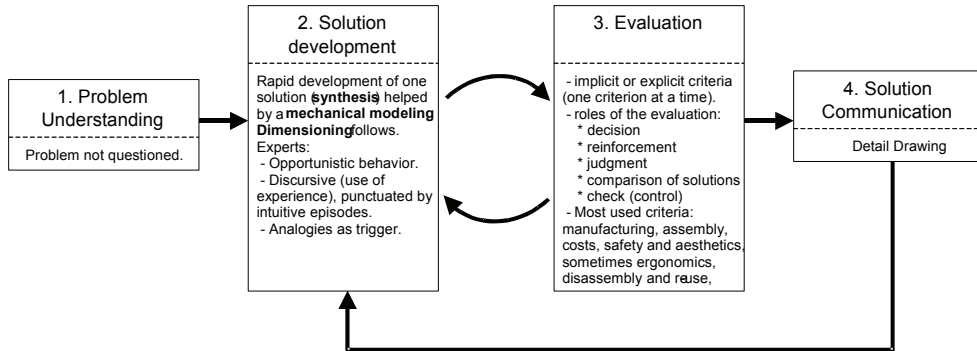 1. Problem
Understanding
Problem not questioned.
2. Solution
development
Rapid development of one
solution (synthesis) helped
by a mechanical modeling
Dimensioning follows.
Experts:
- Opportunistic behavior.
- Discursive (use of
experience), punctuated by
intuitive episodes.
- Analogies as trigger.
3. Evaluation
- implicit or explicit criteria
(one criterion at a time).
- roles of the evaluation:
* decision
* reinforcement
* judgment
* comparison of solutions
* check (control)
- Most used criteria:
manufacturing, assembly,
costs, safety and aesthetics,
sometimes ergonomics,
disassembly and reuse,
4. Solution
Communication
Detail Drawing